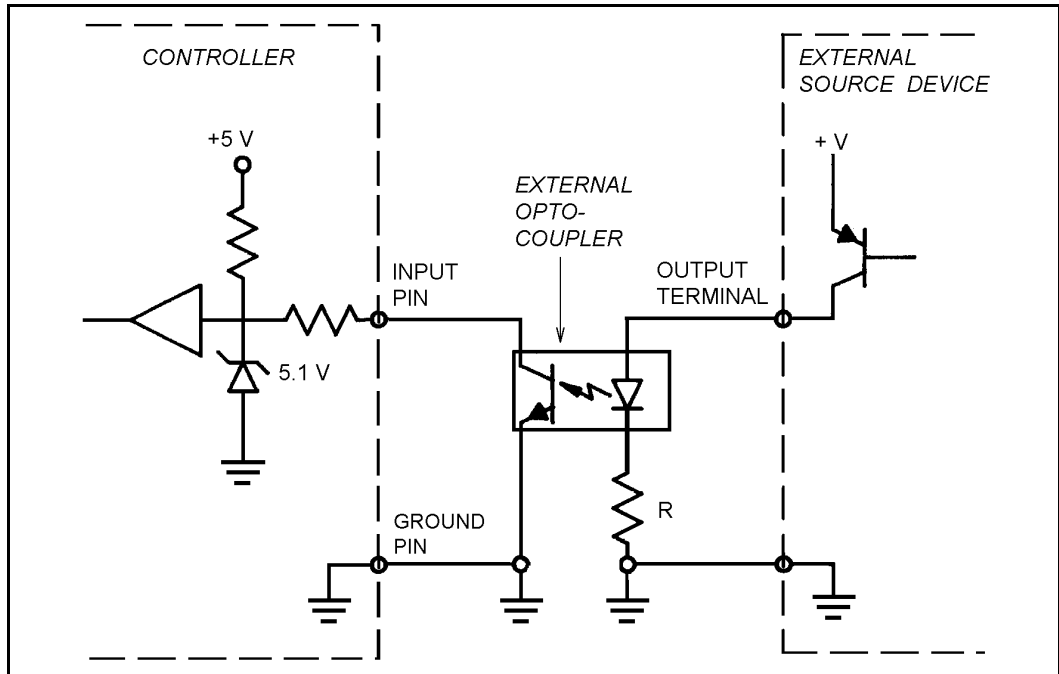 CONTROLLER
EXTERNAL
SOURCE DEVICE
+5 V
+ V
EXTERNAL
OPTO-
COUPLER
INPUT
PIN
OUTPUT
TERMINAL
5.1 V
R
GROUND
PIN